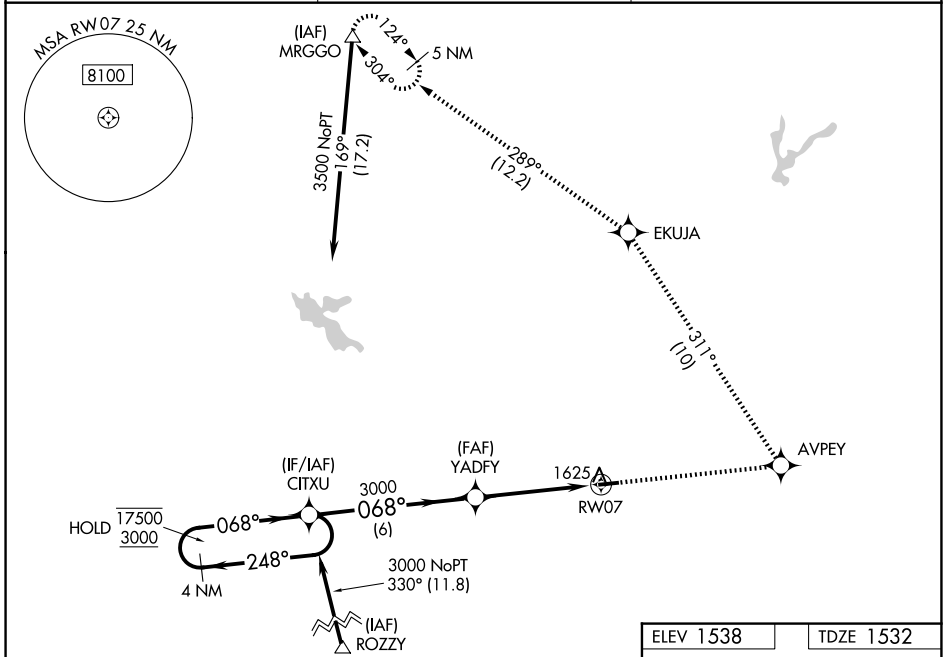 MSA RW07 25 NM
8100
(IAF)
MRGGO
124°
304°
5 NM
3500 NoPT
169°
(17.2)
289°
(12.2)
EKUJA
311°
(10)
AVPEY
(FAF)
YADFY
1625
RW07
(IF/IAF)
CITXU
3000
068°
(6)
HOLD
17500
3000
068°
248°
4 NM
3000 NoPT
330° (11.8)
(IAF)
ROZZY
ELEV 1538
TDZE 1532